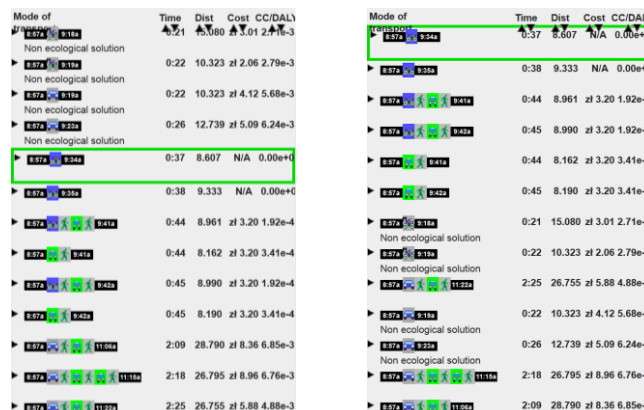 Mode of Time Dist Cost CC/DALY
transport
8:57a 9:18a 0:21 15.080 zł 3.01 2.71e-3
Non ecological solution
8:57a 9:19a 0:22 10.323 zł 2.06 2.79e-3
Non ecological solution
8:57a 9:19a 0:22 10.323 zł 4.12 5.68e-3
Non ecological solution
8:57a 9:23a 0:26 12.739 zł 5.09 6.24e-3
Non ecological solution
8:57a 9:34a 0:37 8.607 N/A 0.00e+0
8:57a 9:35a 0:38 9.333 N/A 0.00e+0
8:57a 9:41a 0:44 8.961 zł 3.20 1.92e-4
8:57a 9:41a 0:44 8.162 zł 3.20 3.41e-4
8:57a 9:42a 0:45 8.990 zł 3.20 1.92e-4
8:57a 9:42a 0:45 8.190 zł 3.20 3.41e-4
8:57a 11:06a 2:09 28.790 zł 8.36 6.85e-3
8:57a 11:15a 2:18 26.795 zł 8.96 6.76e-3
8:57a 11:22a 2:25 26.755 zł 5.88 4.88e-3
Mode of Time Dist Cost CC/DAL
transport
8:57a 9:34a 0:37 8.607 N/A 0.00e+
8:57a 9:35a 0:38 9.333 N/A 0.00e+
8:57a 9:41a 0:44 8.961 zł 3.20 1.92e-
8:57a 9:42a 0:45 8.990 zł 3.20 1.92e-
8:57a 9:41a 0:44 8.162 zł 3.20 3.41e-
8:57a 9:42a 0:45 8.190 zł 3.20 3.41e-
8:57a 9:18a 0:21 15.080 zł 3.01 2.71e-
Non ecological solution
8:57a 9:19a 0:22 10.323 zł 2.06 2.79e-
Non ecological solution
8:57a 11:22a 2:25 26.755 zł 5.88 4.88e-
8:57a 9:19a 0:22 10.323 zł 4.12 5.68e-
Non ecological solution
8:57a 9:23a 0:26 12.739 zł 5.09 6.24e-
Non ecological solution
8:57a 11:15a 2:18 26.795 zł 8.96 6.76e-
8:57a 11:06a 2:09 28.790 zł 8.36 6.85e-